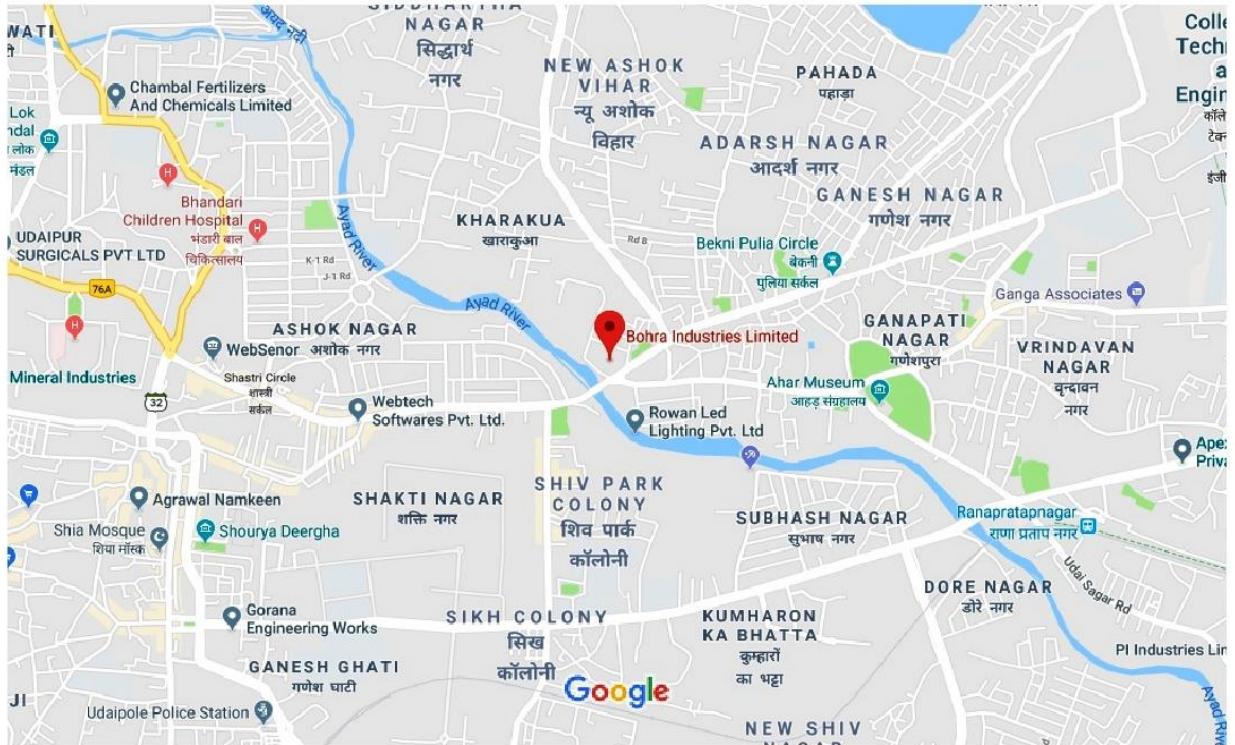 WATI
SIDDHARTHA
NAGAR
सिद्धार्थ
नगर
अयद नदी
NEW ASHOK
VIHAR
न्यू अशोक
विहार
PAHADA
पहाड़ा
Colle
Techn
a
Engin
कॉले
टेक्न
इंजी
Chambal Fertilizers
And Chemicals Limited
Lok
ndal
लोक
मंडल
H
ADARSH NAGAR
आदर्श नगर
GANESH NAGAR
गणेश नगर
Bhandari
Children Hospital
भंडारी बाल
चिकित्सालय
H
Ayad River
KHARAKUA
खाराकुआ
Rd B
Bekni Pulia Circle
बेकनी
पुलिया सर्कल
UDAIPUR
SURGICALS PVT LTD
K-1 Rd
J-1 Rd
76A
Ayad River
Ganga Associates
H
ASHOK NAGAR
अशोक नगर
WebSenor
Bohra Industries Limited
GANAPATI
NAGAR
गणेशपुरा
VRINDAVAN
NAGAR
वृन्दावन
नगर
Mineral Industries
Shastri Circle
शास्त्री
सर्कल
32
Ahar Museum
आहड़ संग्रहालय
Webtech
Softwares Pvt. Ltd.
Rowan Led
Lighting Pvt. Ltd
Apex
Priva
Agrawal Namkeen
SHAKTI NAGAR
शक्ति नगर
SHIV PARK
COLONY
शिव पार्क
कॉलोनी
SUBHASH NAGAR
सुभाष नगर
Ranapratapnagar
राणा प्रताप नगर
Shia Mosque
शिया मॉस्क
Shourya Deergha
Udai Sagar Rd
DORE NAGAR
डोरे नगर
Gorana
Engineering Works
SIKH COLONY
सिख
कॉलोनी
KUMHARON
KA BHATTA
कुम्हारों
का भट्टा
PI Industries Lim
GANESH GHATI
गणेश घाटी
Google
Ayad R
JI
Udaipole Police Station
NEW SHIV
NAGAR